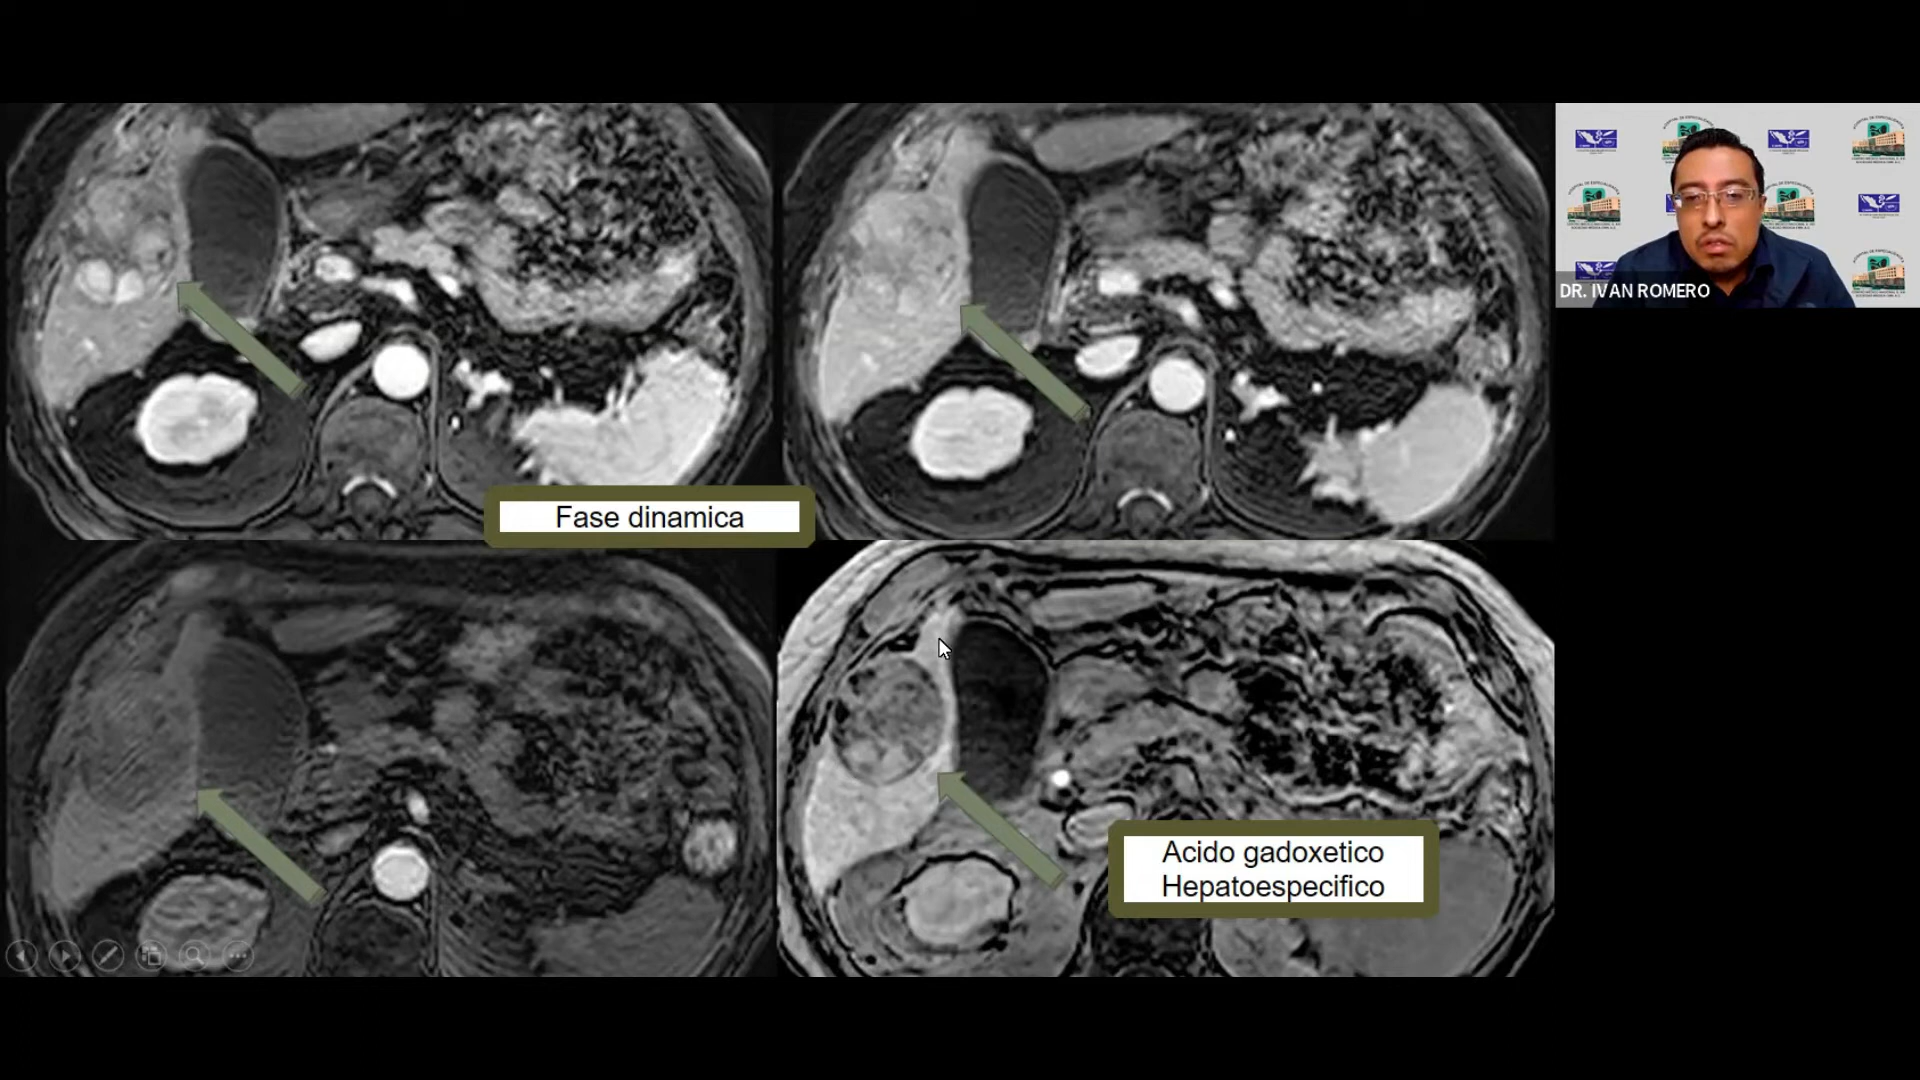 DR. IVAN ROMERO
Fase dinamica
Acido gadoxetico
Hepatoespecifico